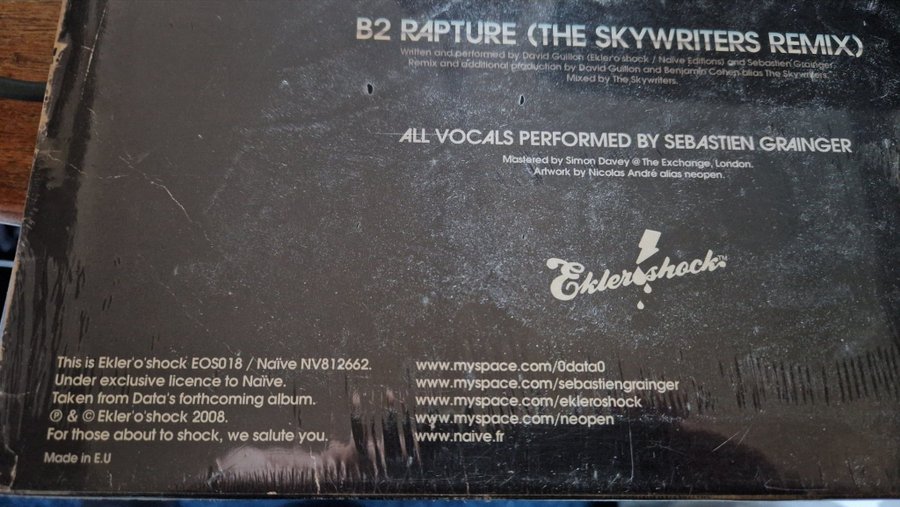 B2 RAPTURE (THE SKYWRITERS REMIX)
Written and performed by David Guillon (Ekler'o'shock / Naïve Editions) and Sebastien Grainger.
Remix and additional production by David Guillon and Benjamin Cohen alias The Skywriters.
Mixed by The Skywriters.
ALL VOCALS PERFORMED BY SEBASTIEN GRAINGER
Mastered by Simon Davey @ The Exchange, London.
Artwork by Nicolas André alias neopen.
Ekler'o'shock™
This is Ekler'o'shock EOS018 / Naïve NV812662.
Under exclusive licence to Naïve.
Taken from Data's forthcoming album.
℗ & © Ekler'o'shock 2008.
For those about to shock, we salute you.
Made in E.U
www.myspace.com/0data0
www.myspace.com/sebastiengrainger
www.myspace.com/ekleroshock
www.myspace.com/neopen
www.naive.fr